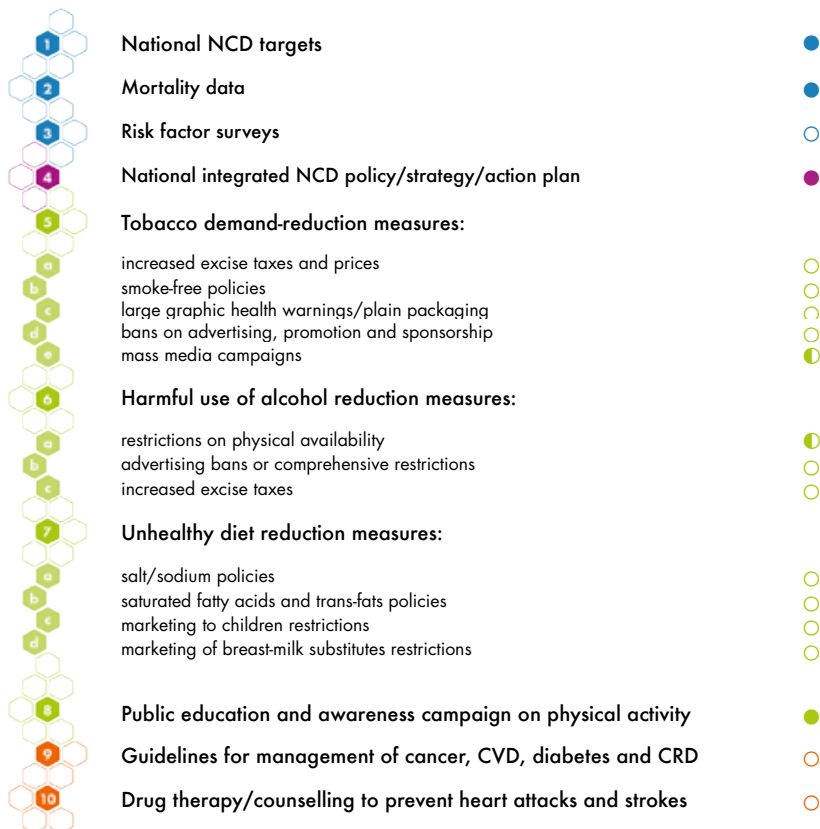 1 National NCD targets
2 Mortality data
3 Risk factor surveys
4 National integrated NCD policy/strategy/action plan
5 Tobacco demand-reduction measures:
a increased excise taxes and prices
b smoke-free policies
c large graphic health warnings/plain packaging
d bans on advertising, promotion and sponsorship
e mass media campaigns
6 Harmful use of alcohol reduction measures:
a restrictions on physical availability
b advertising bans or comprehensive restrictions
c increased excise taxes
7 Unhealthy diet reduction measures:
a salt/sodium policies
b saturated fatty acids and trans-fats policies
c marketing to children restrictions
d marketing of breast-milk substitutes restrictions
8 Public education and awareness campaign on physical activity
9 Guidelines for management of cancer, CVD, diabetes and CRD
10 Drug therapy/counselling to prevent heart attacks and strokes